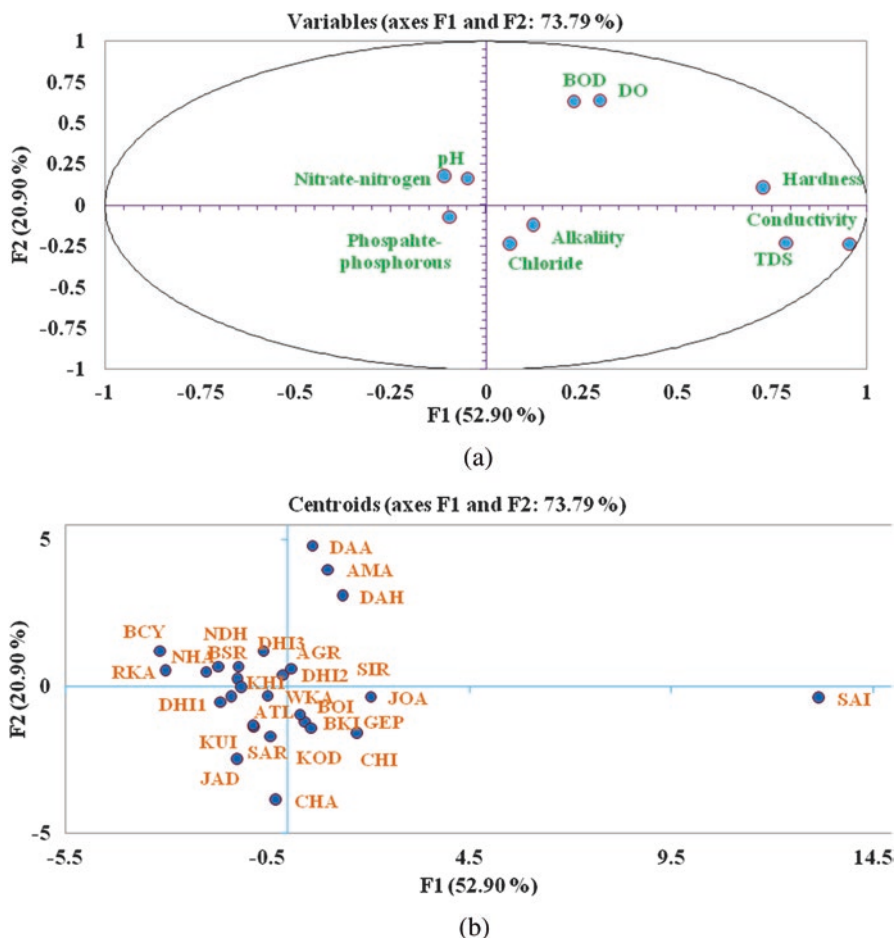 Variables (axes F1 and F2: 73.79 %)
1
0.75
0.5
0.25
0
-0.25
-0.5
-0.75
-1
F2 (20.90 %)
BOD
DO
pH
Nitrate-nitrogen
Hardness
Phospahte-
phosphorous
Alkaliity
Chloride
Conductivity
TDS
-1 -0.75 -0.5 -0.25 0 0.25 0.5 0.75 1
F1 (52.90 %)
(a)
Centroids (axes F1 and F2: 73.79 %)
5
0
-5
F2 (20.90 %)
DAA
AMA
DAH
BCY NDH DHI3
NHA BSR AGR
RKA KHI DHI2 SIR
DHI1 WKA JOA SAI
ATL BOI
KUI BKI GEP
SAR KOD CHI
JAD
CHA
-5.5 -0.5 4.5 9.5 14.5
F1 (52.90 %)
(b)